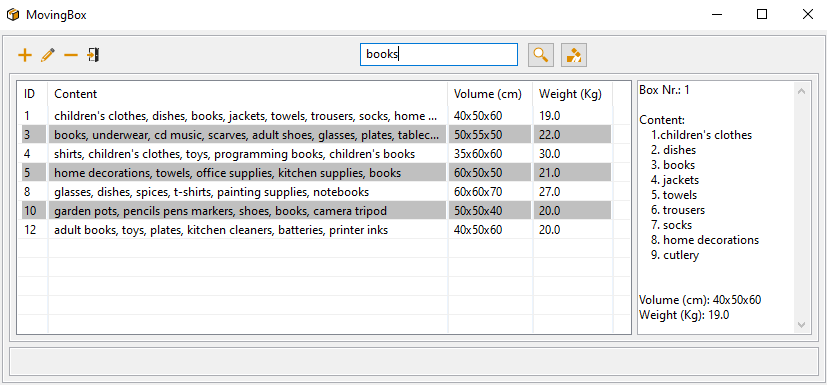 MovingBox
books
ID Content Volume (cm) Weight (Kg)
1 children's clothes, dishes, books, jackets, towels, trousers, socks, home ... 40x50x60 19.0
3 books, underwear, cd music, scarves, adult shoes, glasses, plates, tablec... 50x55x50 22.0
4 shirts, children's clothes, toys, programming books, children's books 35x60x60 30.0
5 home decorations, towels, office supplies, kitchen supplies, books 60x50x50 21.0
8 glasses, dishes, spices, t-shirts, painting supplies, notebooks 60x60x70 27.0
10 garden pots, pencils pens markers, shoes, books, camera tripod 50x50x40 20.0
12 adult books, toys, plates, kitchen cleaners, batteries, printer inks 40x50x60 20.0
Box Nr.: 1
Content:
1.children's clothes
2. dishes
3. books
4. jackets
5. towels
6. trousers
7. socks
8. home decorations
9. cutlery
Volume (cm): 40x50x60
Weight (Kg): 19.0